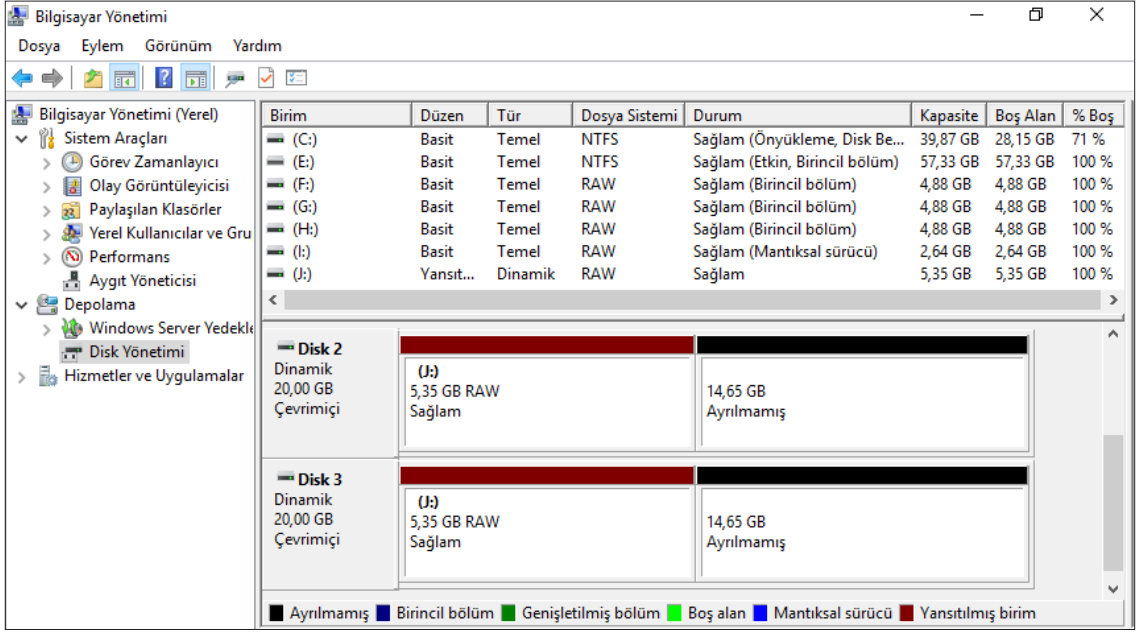 Bilgisayar Yönetimi
Dosya Eylem Görünüm Yardım
Bilgisayar Yönetimi (Yerel)
Sistem Araçları
Görev Zamanlayıcı
Olay Görüntüleyicisi
Paylaşılan Klasörler
Yerel Kullanıcılar ve Gru
Performans
Aygıt Yöneticisi
Depolama
Windows Server Yedekle
Disk Yönetimi
Hizmetler ve Uygulamalar
Birim Düzen Tür Dosya Sistemi Durum Kapasite Boş Alan % Boş
(C:) Basit Temel NTFS Sağlam (Önyükleme, Disk Be... 39,87 GB 28,15 GB 71 %
(E:) Basit Temel NTFS Sağlam (Etkin, Birincil bölüm) 57,33 GB 57,33 GB 100 %
(F:) Basit Temel RAW Sağlam (Birincil bölüm) 4,88 GB 4,88 GB 100 %
(G:) Basit Temel RAW Sağlam (Birincil bölüm) 4,88 GB 4,88 GB 100 %
(H:) Basit Temel RAW Sağlam (Birincil bölüm) 4,88 GB 4,88 GB 100 %
(I:) Basit Temel RAW Sağlam (Mantıksal sürücü) 2,64 GB 2,64 GB 100 %
(J:) Yansıt... Dinamik RAW Sağlam 5,35 GB 5,35 GB 100 %
Disk 2
Dinamik
20,00 GB
Çevrimiçi
(J:)
5,35 GB RAW
Sağlam
14,65 GB
Ayrılmamış
Disk 3
Dinamik
20,00 GB
Çevrimiçi
(J:)
5,35 GB RAW
Sağlam
14,65 GB
Ayrılmamış
Ayrılmamış Birincil bölüm Genişletilmiş bölüm Boş alan Mantıksal sürücü Yansıtılmış birim